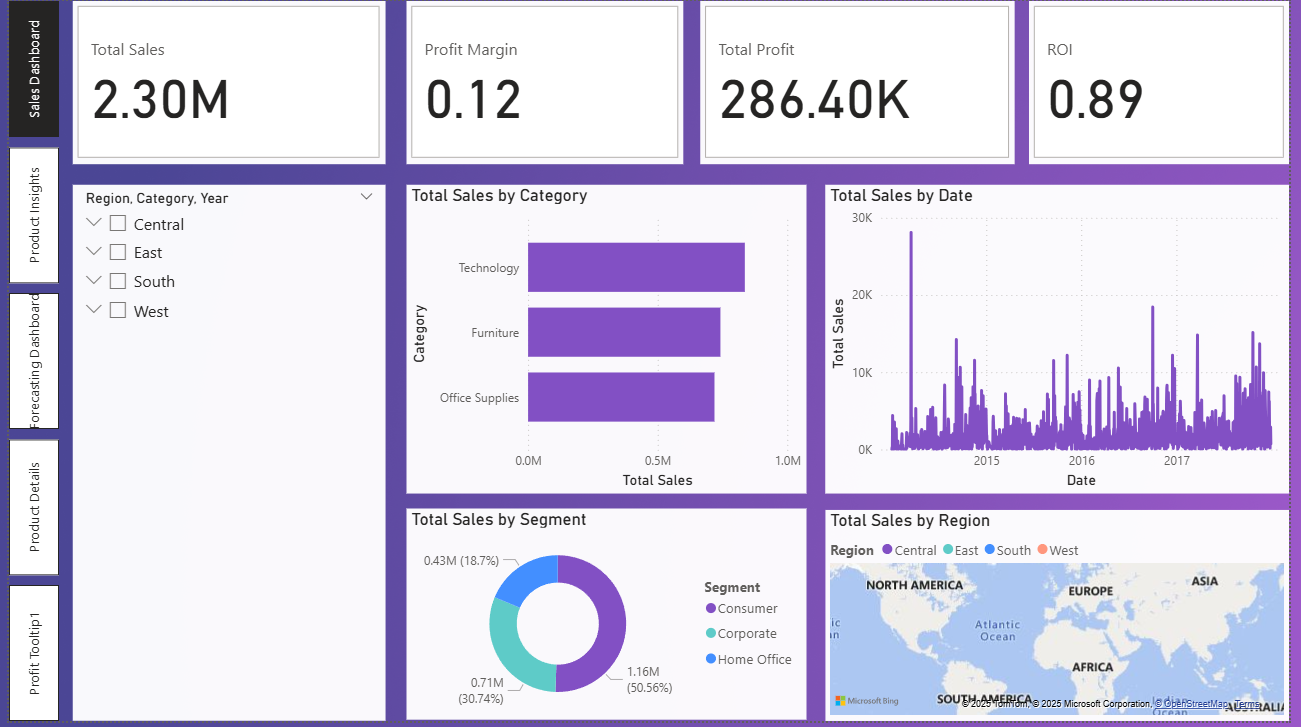 Sales Dashboard
Product Insights
Forecasting Dashboard
Product Details
Profit Tooltip1
Total Sales
2.30M
Profit Margin
0.12
Total Profit
286.40K
ROI
0.89
Region, Category, Year
Central
East
South
West
Total Sales by Category
Category
Technology
Furniture
Office Supplies
0.0M
0.5M
1.0M
Total Sales
Total Sales by Date
Total Sales
30K
20K
10K
0K
2015
2016
2017
Date
Total Sales by Segment
0.43M (18.7%)
0.71M
(30.74%)
1.16M
(50.56%)
Segment
Consumer
Corporate
Home Office
Total Sales by Region
Region
Central
East
South
West
NORTH AMERICA
EUROPE
ASIA
ic
an
Atlantic
Ocean
AFRICA
SOUTH AMERICA
Indian
AUSTRALIA
Microsoft Bing
© 2025 TomTom, © 2025 Microsoft Corporation, © OpenStreetMap Terms